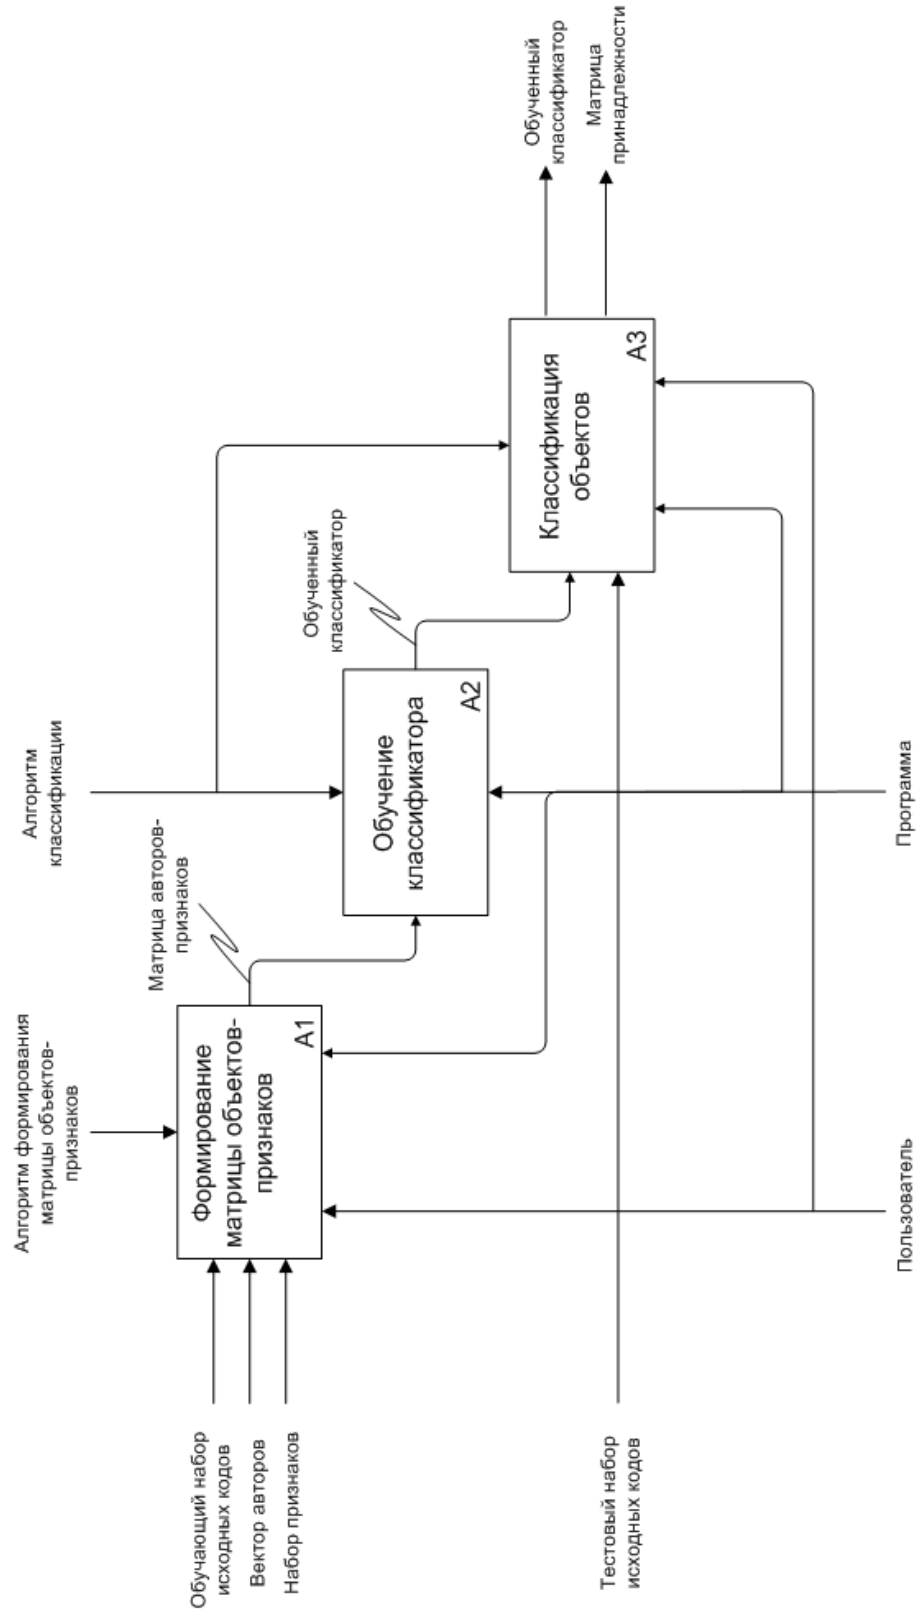 Алгоритм формирования
матрицы объектов-
признаков
Алгоритм
классификации
Обучающий набор
исходных кодов
Вектор авторов
Набор признаков
Формирование
матрицы объектов-
признаков
A1
Матрица авторов-
признаков
Обучение
классификатора
A2
Обученный
классификатор
Классификация
объектов
A3
Обученный
классификатор
Матрица
принадлежности
Тестовый набор
исходных кодов
Пользователь
Программа